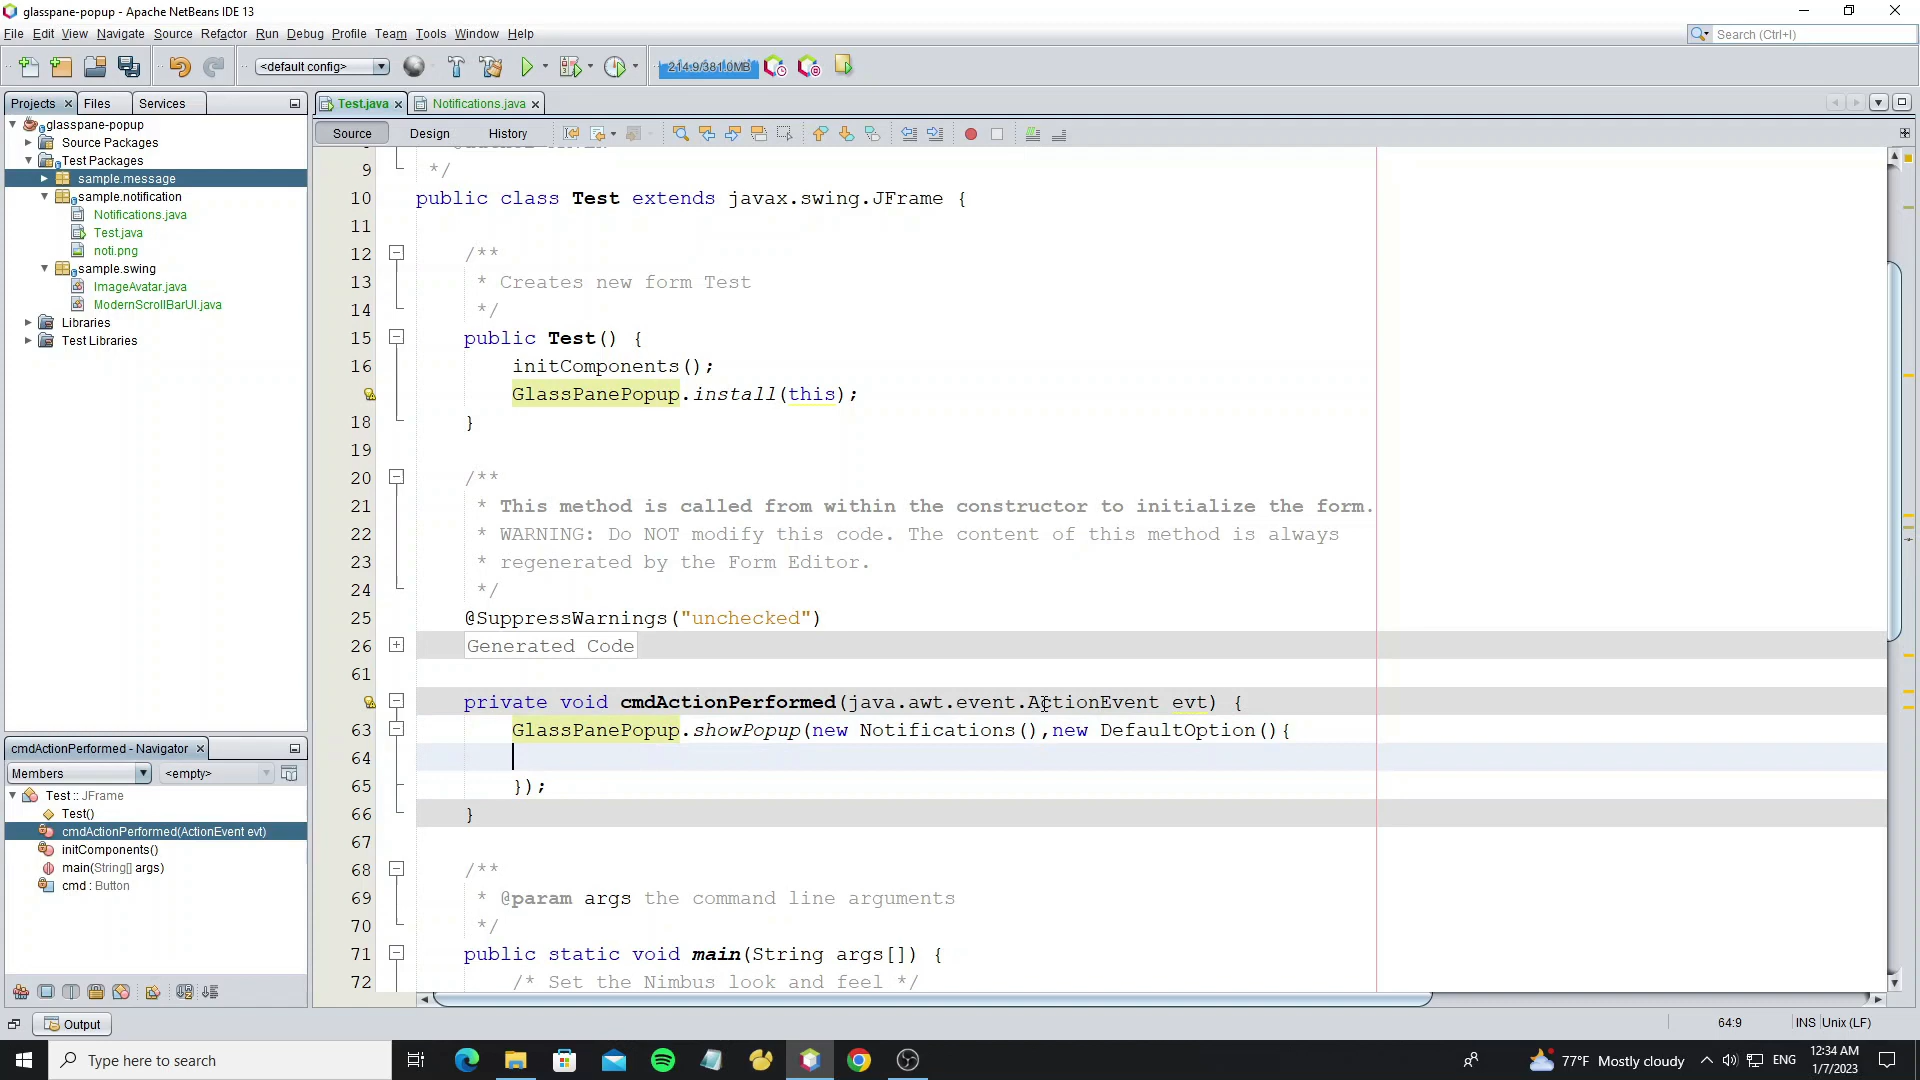 glasspane-popup - Apache NetBeans IDE 13
File Edit View Navigate Source Refactor Run Debug Profile Team Tools Window Help
Search (Ctrl+I)
<default config>
214.9/381.0MB
Projects Files Services
Test.java Notifications.java
Source Design History
glasspane-popup
Source Packages
Test Packages
sample.message
sample.notification
Notifications.java
Test.java
noti.png
sample.swing
ImageAvatar.java
ModernScrollBarUI.java
Libraries
Test Libraries
9 */
10 public class Test extends javax.swing.JFrame {
11
12 /**
13 * Creates new form Test
14 */
15 public Test() {
16 initComponents();
GlassPanePopup.install(this);
18 }
19
20 /**
21 * This method is called from within the constructor to initialize the form.
22 * WARNING: Do NOT modify this code. The content of this method is always
23 * regenerated by the Form Editor.
24 */
25 @SuppressWarnings("unchecked")
26 Generated Code
61
private void cmdActionPerformed(java.awt.event.ActionEvent evt) {
63 GlassPanePopup.showPopup(new Notifications(),new DefaultOption(){
64
65 });
66 }
67
68 /**
69 * @param args the command line arguments
70 */
71 public static void main(String args[]) {
72 /* Set the Nimbus look and feel */
cmdActionPerformed - Navigator
Members <empty>
Test :: JFrame
Test()
cmdActionPerformed(ActionEvent evt)
initComponents()
main(String[] args)
cmd : Button
Output
64:9 INS Unix (LF)
Type here to search
77°F Mostly cloudy
ENG
12:34 AM
1/7/2023